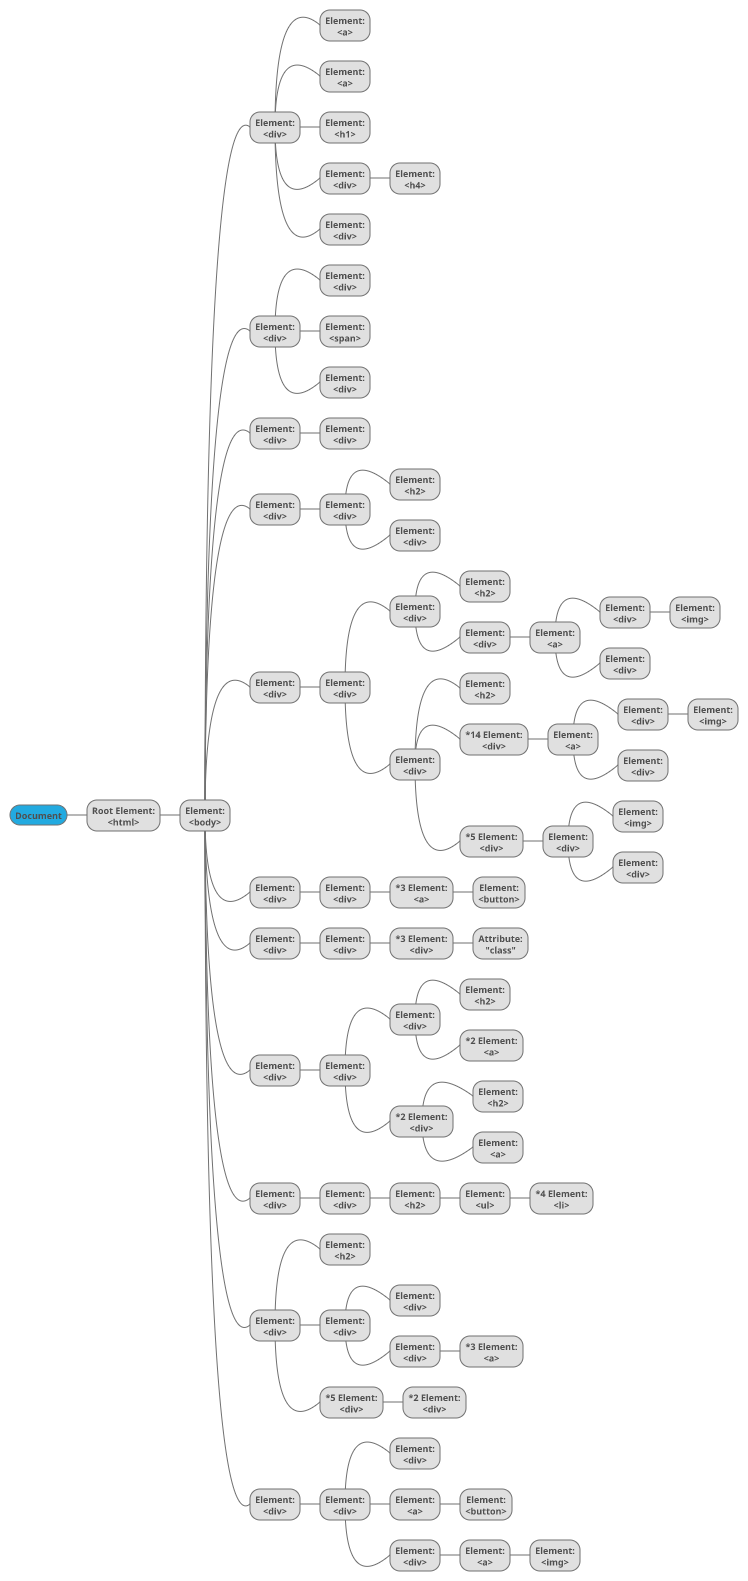 Element:
<a>
Element:
<a>
Element:
<div>
Element:
<h1>
Element:
<div>
Element:
<h4>
Element:
<div>
Element:
<div>
Element:
<div>
Element:
<span>
Element:
<div>
Element:
<div>
Element:
<div>
Element:
<h2>
Element:
<div>
Element:
<div>
Element:
<div>
Element:
<h2>
Element:
<div>
Element:
<div>
Element:
<img>
Element:
<div>
Element:
<a>
Element:
<div>
Element:
<div>
Element:
<div>
Element:
<h2>
*14 Element:
<div>
Element:
<a>
Element:
<div>
Element:
<img>
Element:
<div>
Element:
<div>
Document
Root Element:
<html>
Element:
<body>
*5 Element:
<div>
Element:
<div>
Element:
<img>
Element:
<div>
Element:
<div>
Element:
<div>
*3 Element:
<a>
Element:
<button>
Element:
<div>
Element:
<div>
*3 Element:
<div>
Attribute:
"class"
Element:
<h2>
Element:
<div>
*2 Element:
<a>
Element:
<div>
Element:
<div>
Element:
<h2>
*2 Element:
<div>
Element:
<a>
Element:
<div>
Element:
<div>
Element:
<h2>
Element:
<ul>
*4 Element:
<li>
Element:
<h2>
Element:
<div>
Element:
<div>
Element:
<div>
Element:
<div>
*3 Element:
<a>
*5 Element:
<div>
*2 Element:
<div>
Element:
<div>
Element:
<div>
Element:
<div>
Element:
<a>
Element:
<button>
Element:
<div>
Element:
<a>
Element:
<img>